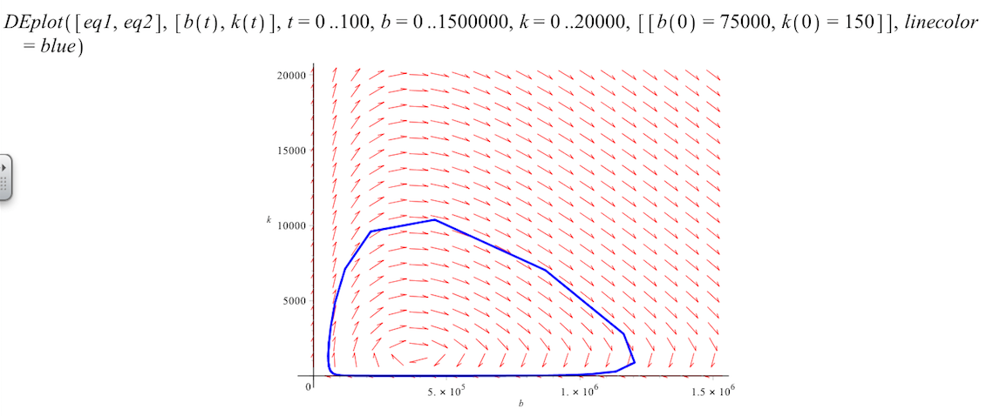 DEplot([eq1, eq2], [b(t), k(t)], t = 0 ..100, b = 0 ..1500000, k = 0 ..20000, [[b(0) = 75000, k(0) = 150]], linecolor
= blue)
20000
15000
k
10000
5000
0
5. × 10⁵
1. × 10⁶
1.5 × 10⁶
b